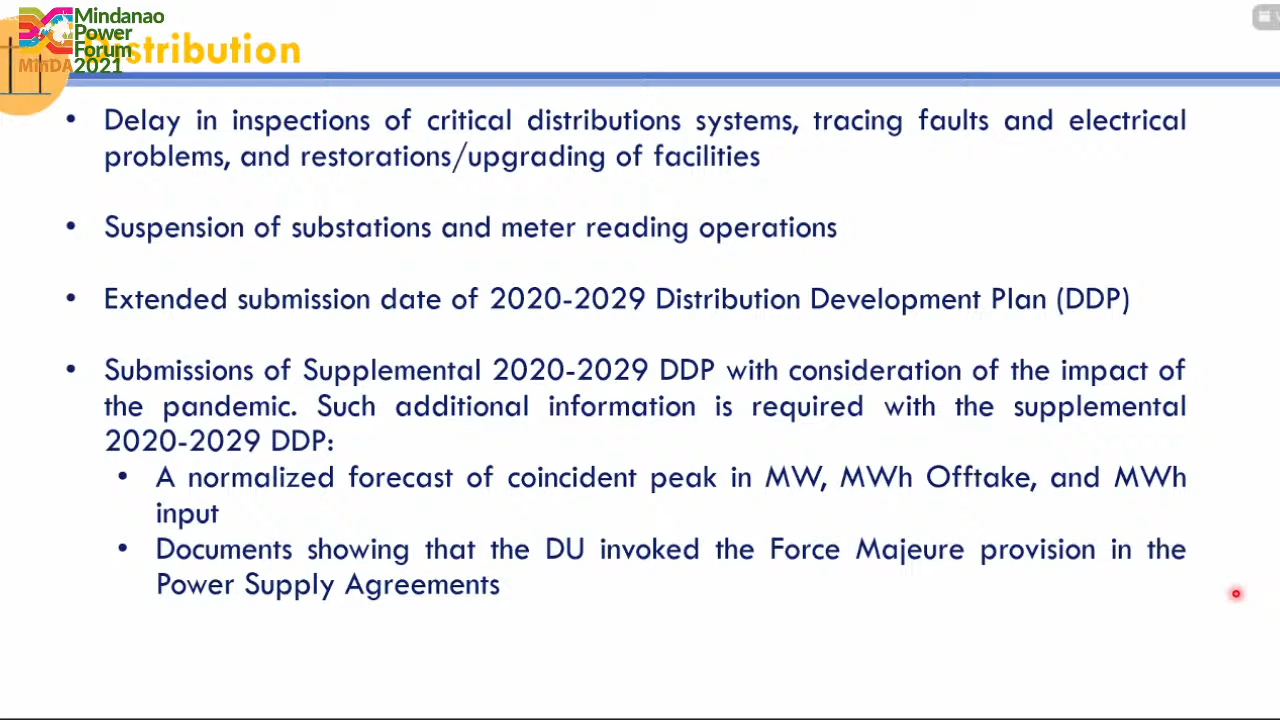 Mindanao
Power
Forum
2021
MinDA
Distribution
• Delay in inspections of critical distributions systems, tracing faults and electrical
problems, and restorations/upgrading of facilities
• Suspension of substations and meter reading operations
• Extended submission date of 2020-2029 Distribution Development Plan (DDP)
• Submissions of Supplemental 2020-2029 DDP with consideration of the impact of
the pandemic. Such additional information is required with the supplemental
2020-2029 DDP:
• A normalized forecast of coincident peak in MW, MWh Offtake, and MWh
input
• Documents showing that the DU invoked the Force Majeure provision in the
Power Supply Agreements